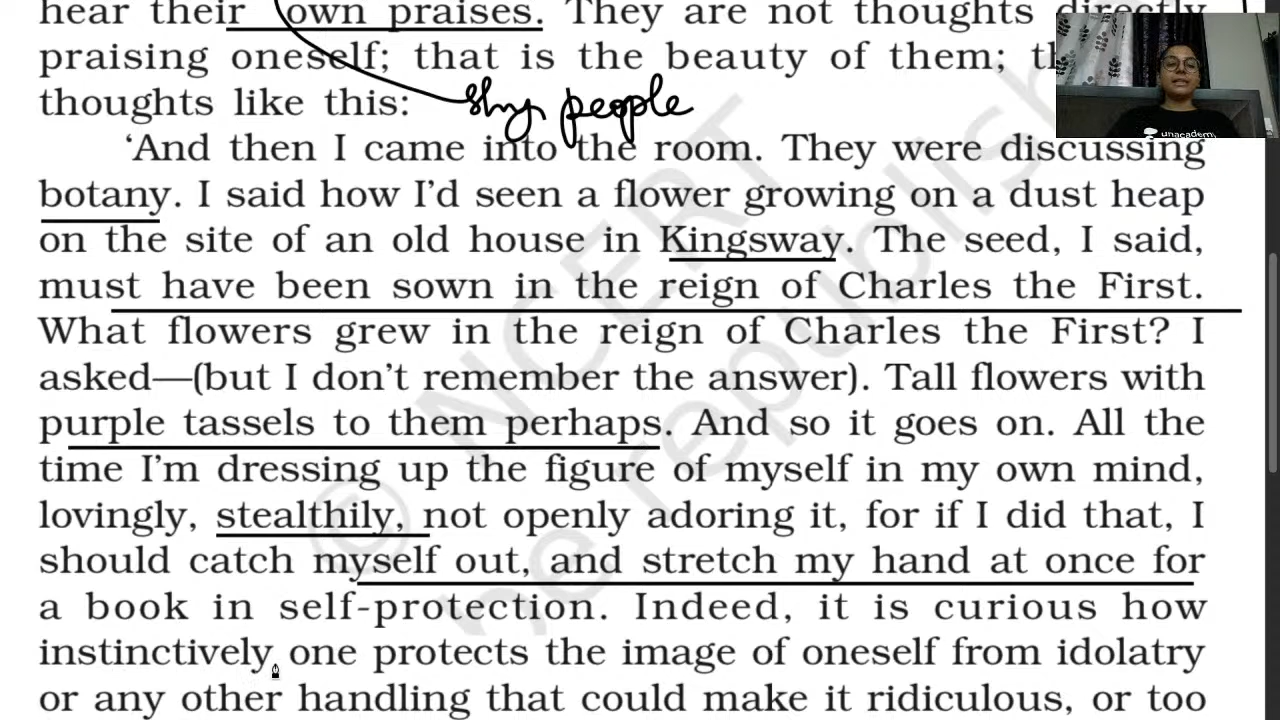 hear their own praises. They are not thoughts directly
praising oneself; that is the beauty of them; th
thoughts like this:
shy people
‘And then I came into the room. They were discussing
botany. I said how I’d seen a flower growing on a dust heap
on the site of an old house in Kingsway. The seed, I said,
must have been sown in the reign of Charles the First.
What flowers grew in the reign of Charles the First? I
asked—(but I don’t remember the answer). Tall flowers with
purple tassels to them perhaps. And so it goes on. All the
time I’m dressing up the figure of myself in my own mind,
lovingly, stealthily, not openly adoring it, for if I did that, I
should catch myself out, and stretch my hand at once for
a book in self-protection. Indeed, it is curious how
instinctively one protects the image of oneself from idolatry
or any other handling that could make it ridiculous, or too
© NCERT
be republish
unacademy